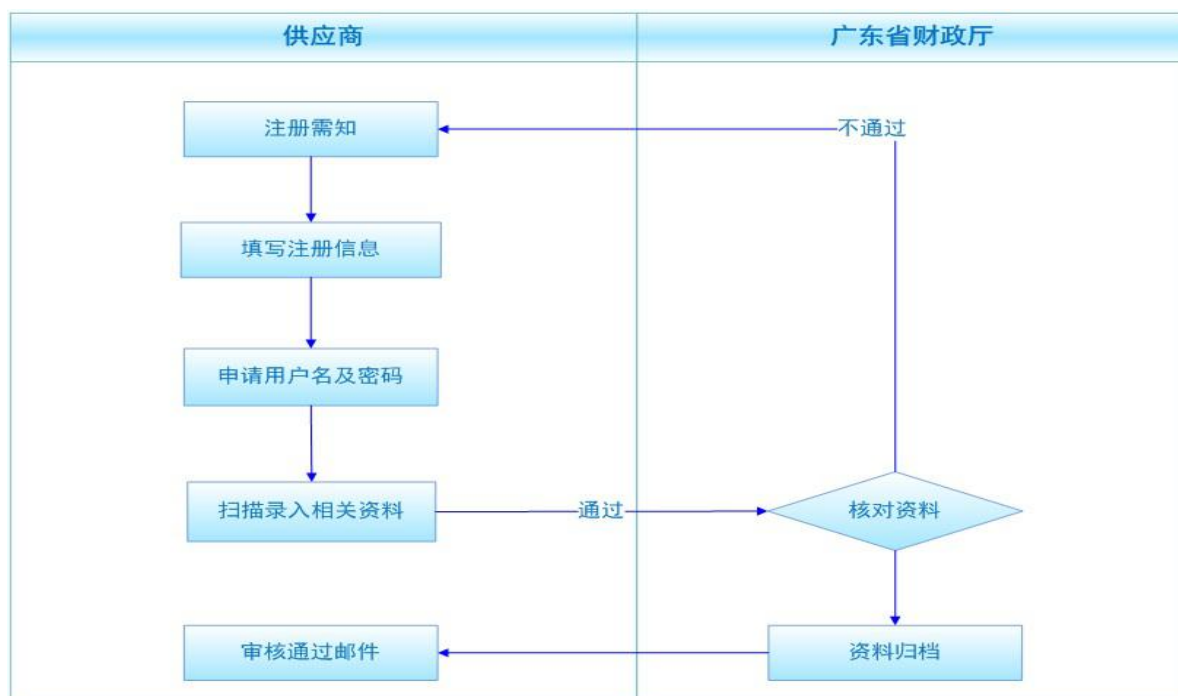 供应商
广东省财政厅
注册需知
不通过
填写注册信息
申请用户名及密码
扫描录入相关资料
通过
核对资料
审核通过邮件
资料归档